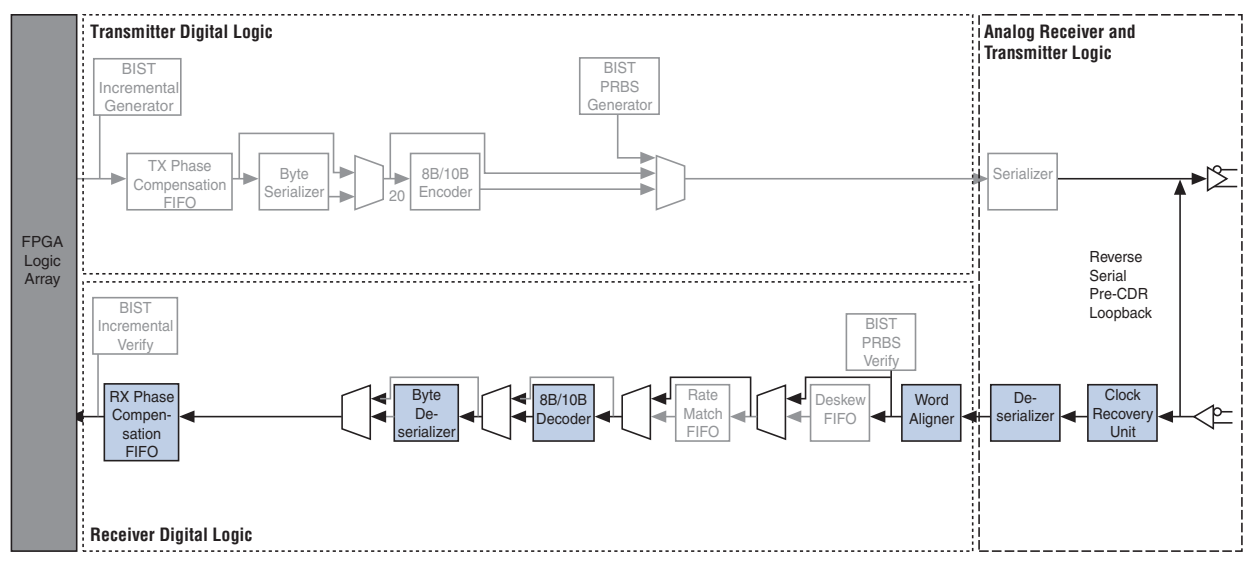 Transmitter Digital Logic
Analog Receiver and
Transmitter Logic
BIST
Incremental
Generator
BIST
PRBS
Generator
TX Phase
Compensation
FIFO
Byte
Serializer
20
8B/10B
Encoder
Serializer
FPGA
Logic
Array
Reverse
Serial
Pre-CDR
Loopback
BIST
Incremental
Verify
BIST
PRBS
Verify
RX Phase
Compen-
sation
FIFO
Byte
De-
serializer
8B/10B
Decoder
Rate
Match
FIFO
Deskew
FIFO
Word
Aligner
De-
serializer
Clock
Recovery
Unit
Receiver Digital Logic